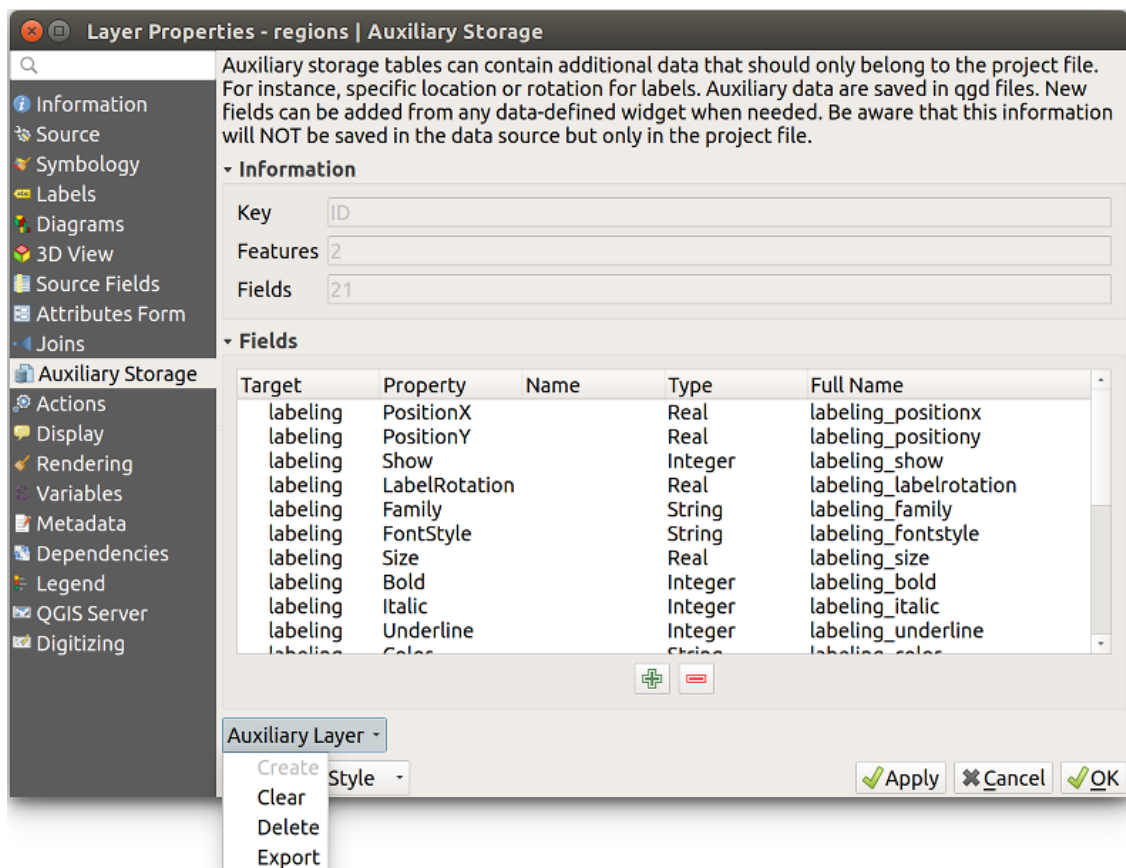 Layer Properties - regions | Auxiliary Storage
Information
Source
Symbology
Labels
Diagrams
3D View
Source Fields
Attributes Form
Joins
Auxiliary Storage
Actions
Display
Rendering
Variables
Metadata
Dependencies
Legend
QGIS Server
Digitizing
Auxiliary storage tables can contain additional data that should only belong to the project file.
For instance, specific location or rotation for labels. Auxiliary data are saved in qgd files. New
fields can be added from any data-defined widget when needed. Be aware that this information
will NOT be saved in the data source but only in the project file.
Information
Key ID
Features 2
Fields 21
Fields
Target Property Name Type Full Name
labeling PositionX Real labeling_positionx
labeling PositionY Real labeling_positiony
labeling Show Integer labeling_show
labeling LabelRotation Real labeling_labelrotation
labeling Family String labeling_family
labeling FontStyle String labeling_fontstyle
labeling Size Real labeling_size
labeling Bold Integer labeling_bold
labeling Italic Integer labeling_italic
labeling Underline Integer labeling_underline
labeling Color String labeling_color
Auxiliary Layer
Create
Clear
Delete
Export
Style
Apply Cancel OK